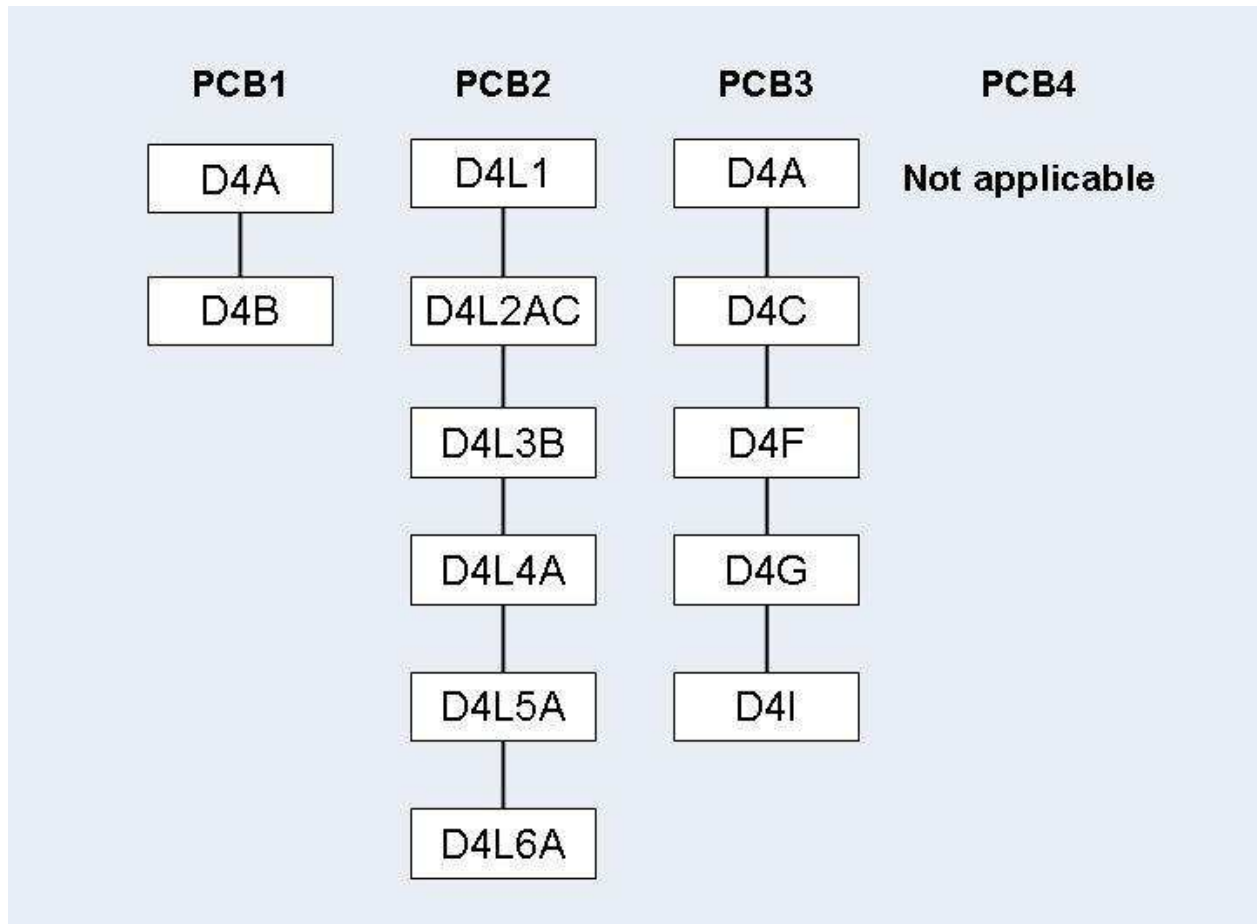 PCB1 PCB2 PCB3 PCB4
D4A D4L1 D4A Not applicable
D4B D4L2AC D4C
D4L3B D4F
D4L4A D4G
D4L5A D4I
D4L6A